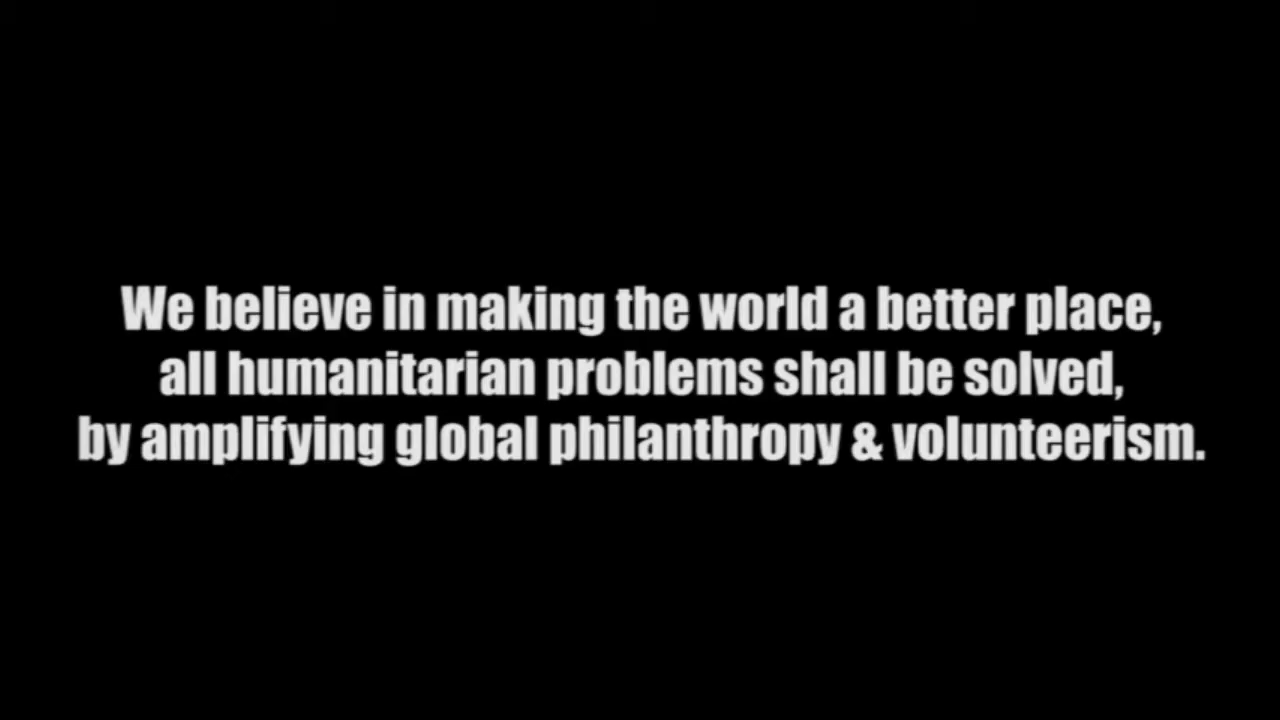 We believe in making the world a better place,
all humanitarian problems shall be solved,
by amplifying global philanthropy & volunteerism.